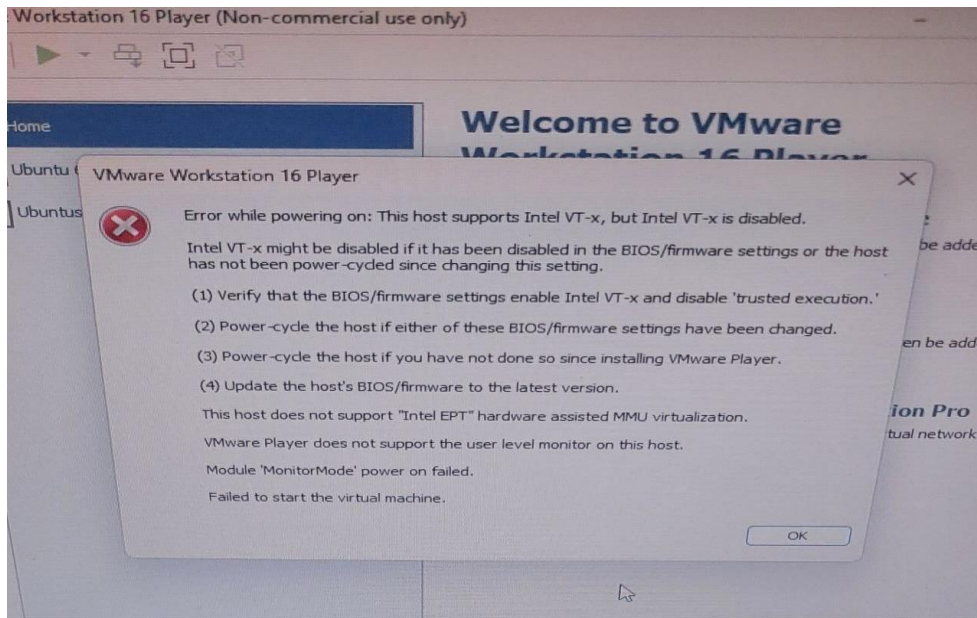 Workstation 16 Player (Non-commercial use only)
Home
Welcome to VMware
Workstation 16 Player
Ubuntu
Ubuntus
VMware Workstation 16 Player
Error while powering on: This host supports Intel VT-x, but Intel VT-x is disabled.
Intel VT-x might be disabled if it has been disabled in the BIOS/firmware settings or the host
has not been power-cycled since changing this setting.
(1) Verify that the BIOS/firmware settings enable Intel VT-x and disable 'trusted execution.'
(2) Power-cycle the host if either of these BIOS/firmware settings have been changed.
(3) Power-cycle the host if you have not done so since installing VMware Player.
(4) Update the host's BIOS/firmware to the latest version.
This host does not support "Intel EPT" hardware assisted MMU virtualization.
VMware Player does not support the user level monitor on this host.
Module 'MonitorMode' power on failed.
Failed to start the virtual machine.
OK
be adde
en be add
ion Pro
tual network